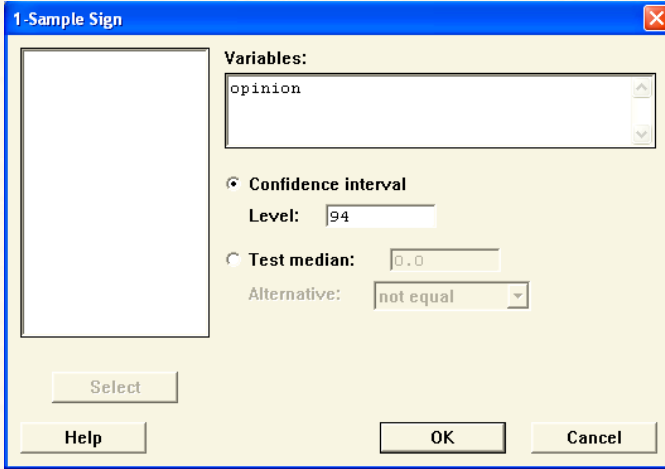 1-Sample Sign
Variables:
opinion
Confidence interval
Level: 94
Test median: 0.0
Alternative: not equal
Select
Help OK Cancel